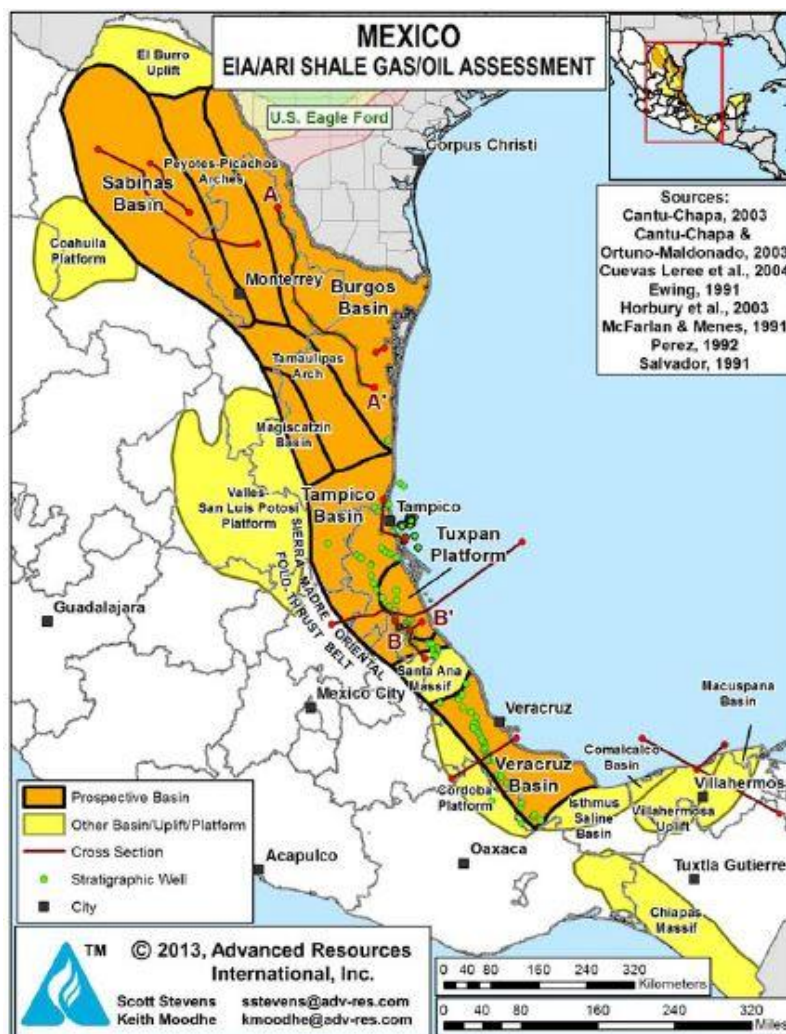 MEXICO
EIA/ARI SHALE GAS/OIL ASSESSMENT
El Burro
Uplift
U.S. Eagle Ford
Corpus Christi
Peyotes-Picachos
Arches
Sabinas
Basin
A
Coahuila
Platform
Monterrey
Burgos
Basin
Sources:
Cantu-Chapa, 2003
Cantu-Chapa &
Ortuno-Maldonado, 2003
Cuevas Leree et al., 2004
Ewing, 1991
Horbury et al., 2003
McFarlan & Menes, 1991
Perez, 1992
Salvador, 1991
Tamaulipas
Arch
A'
Magiscatzin
Basin
Valles-
San Luis Potosi
Platform
Tampico
Basin
Tampico
Tuxpan
Platform
SIERRA MADRE ORIENTAL
FOLD-THRUST BELT
Guadalajara
B
B'
Santa Ana
Massif
Mexico City
Veracruz
Macuspana
Basin
Comalcalco
Basin
Veracruz
Basin
Cordoba
Platform
Villahermosa
Isthmus
Saline
Basin
Villahermosa
Uplift
Oaxaca
Acapulco
Tuxtla Gutierre
Chiapas
Massif
Prospective Basin
Other Basin/Uplift/Platform
Cross Section
Stratigraphic Well
City
TM
© 2013, Advanced Resources
International, Inc.
Scott Stevens sstevens@adv-res.com
Keith Moodhe kmoodhe@adv-res.com
0 40 80 160 240 320
Kilometers
0 40 80 160 240 320
Miles